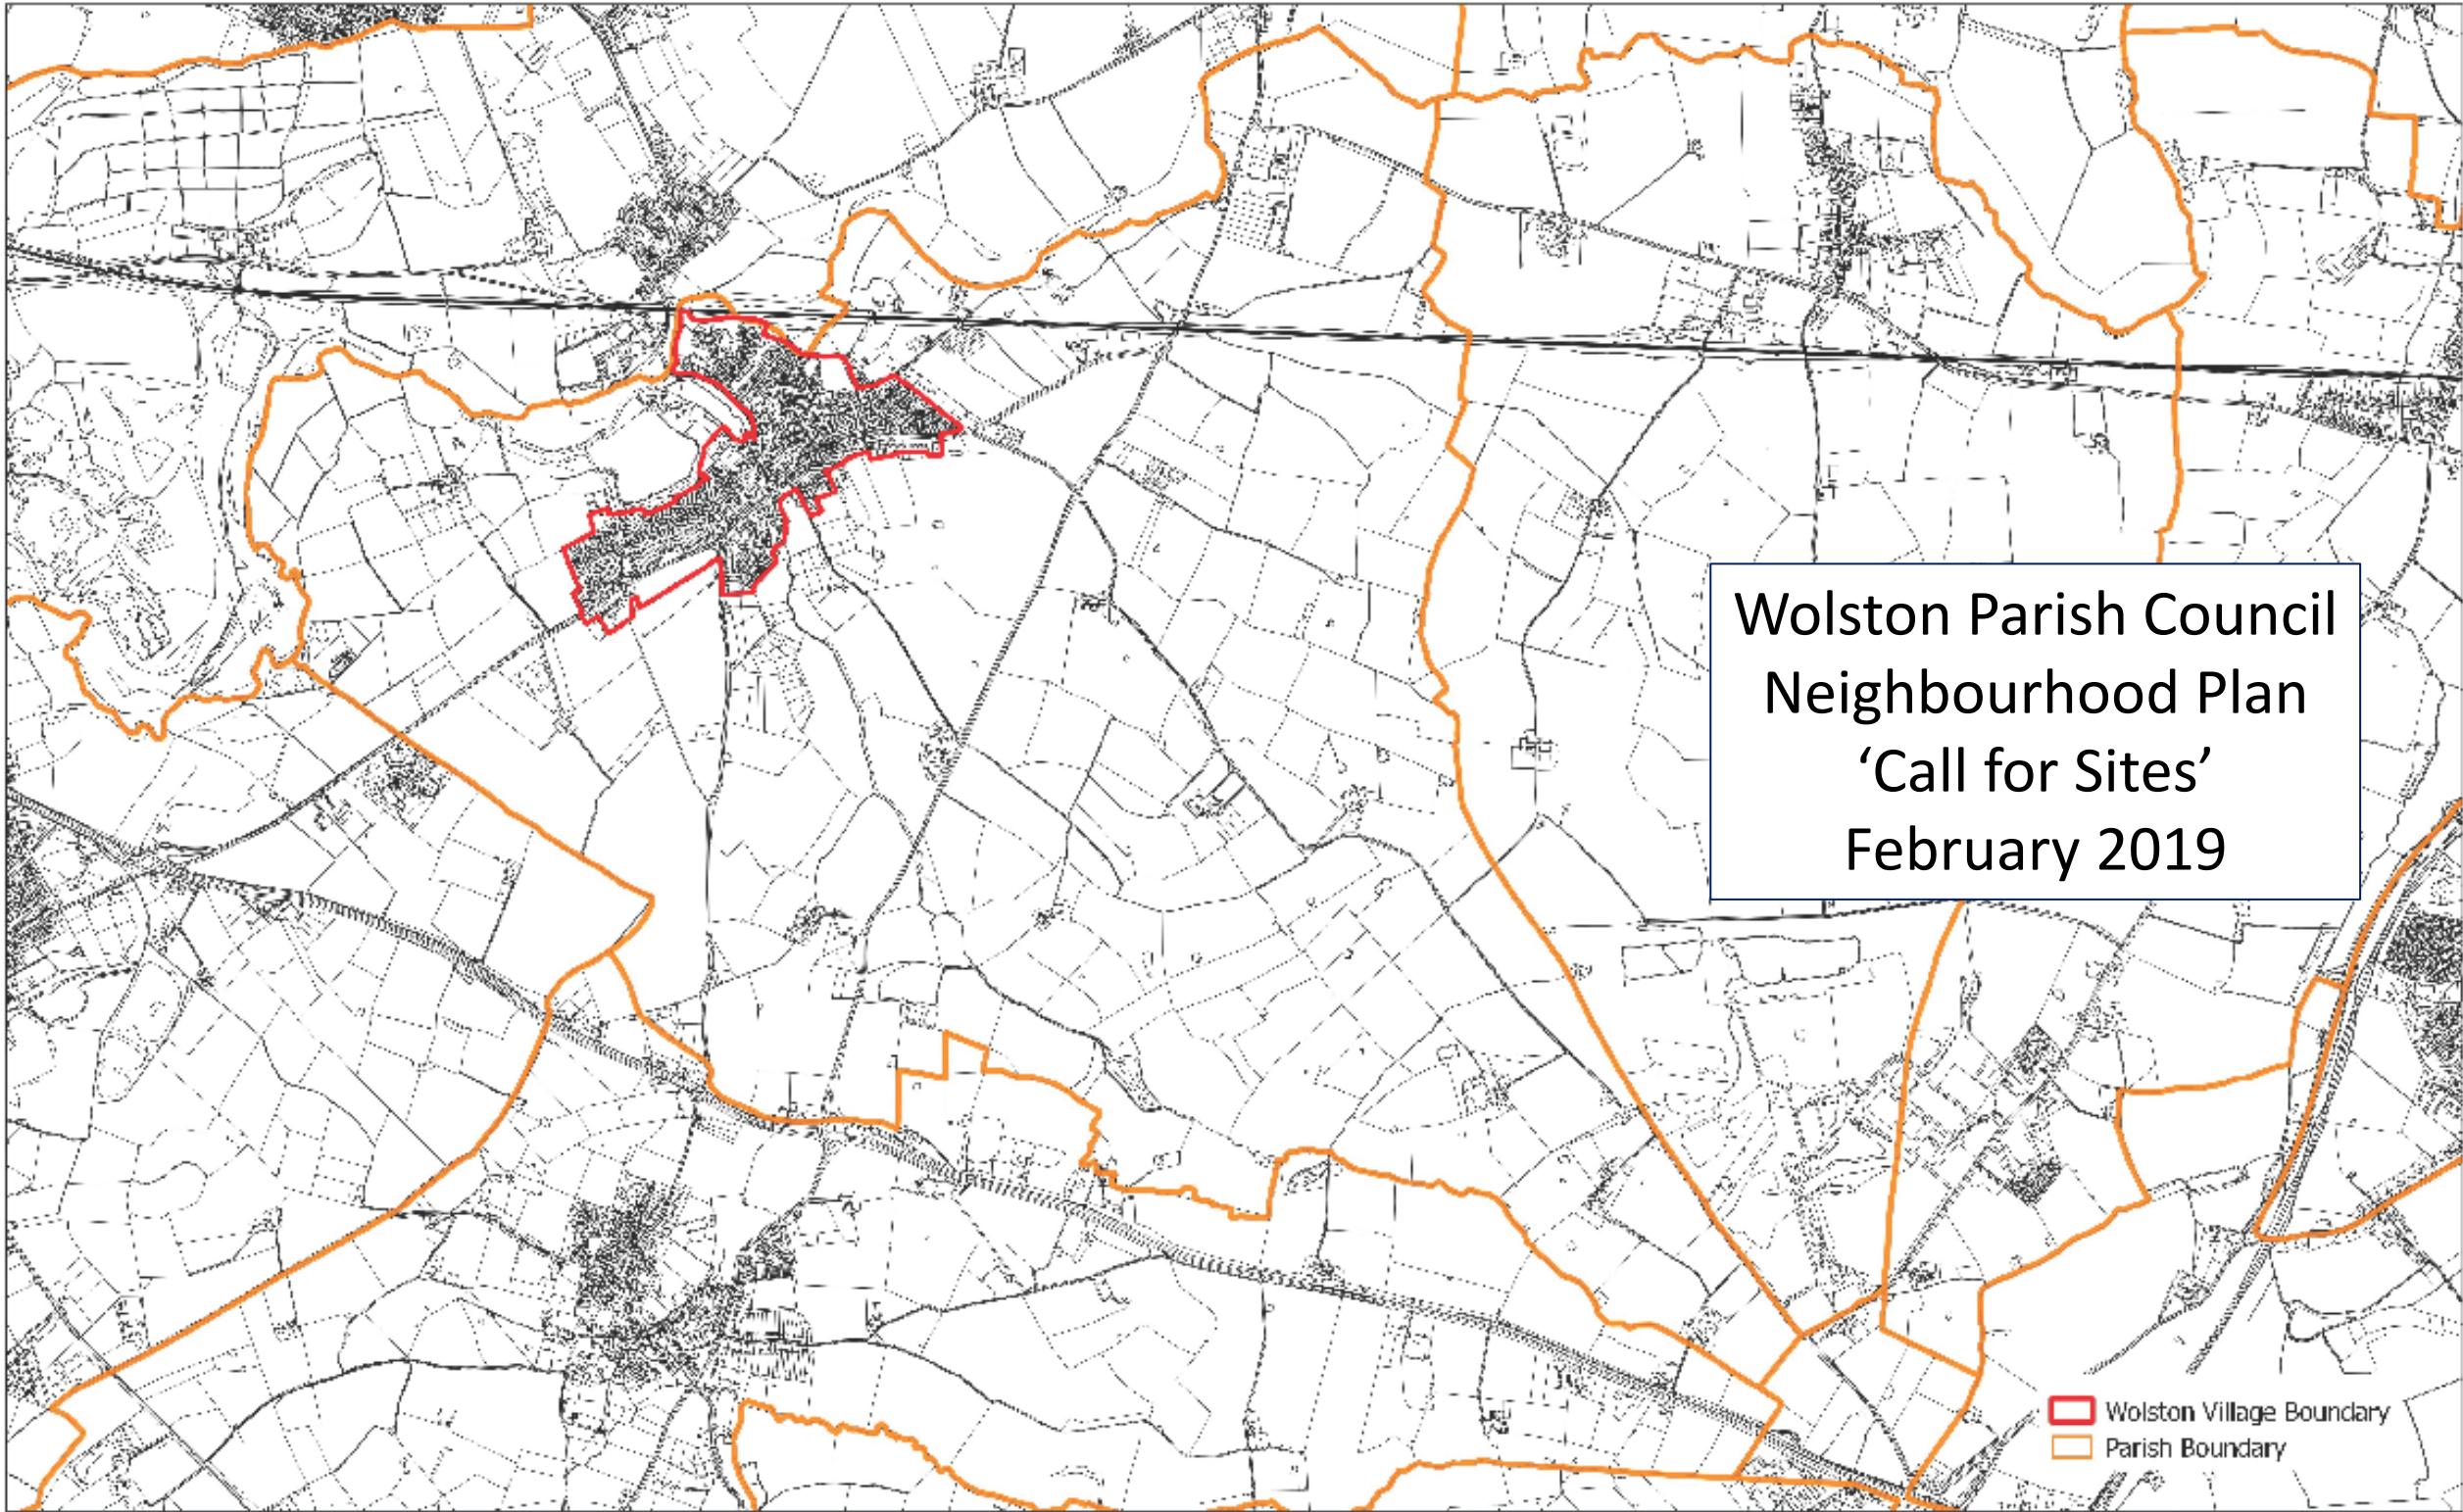 Wolston Parish Council
Neighbourhood Plan
‘Call for Sites’
February 2019
Wolston Village Boundary
Parish Boundary